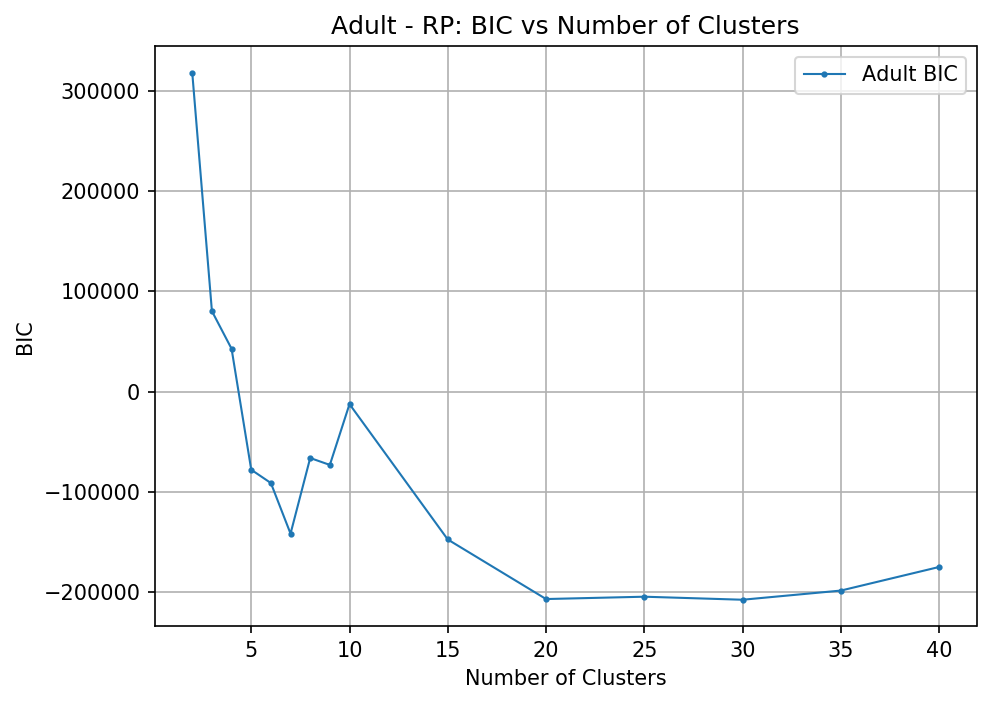 Adult - RP: BIC vs Number of Clusters
Adult BIC
BIC
300000
200000
100000
0
−100000
−200000
5 10 15 20 25 30 35 40
Number of Clusters